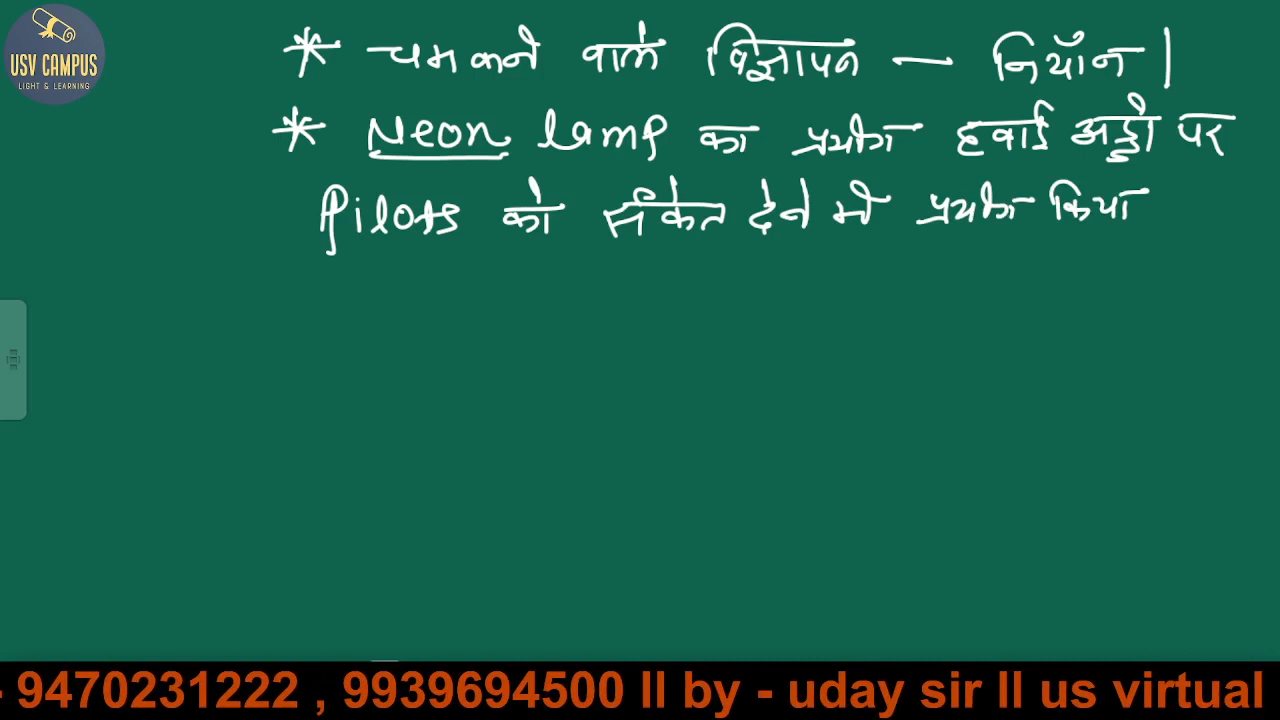 USV CAMPUS
LIGHT & LEARNING
* चमकने वाले विज्ञापन — नियॉन |
* Neon lamp का प्रयोग हवाई अड्डो पर
Pilots को संकेत देने में प्रयोग किया
- 9470231222 , 9939694500 ll by - uday sir ll us virtual